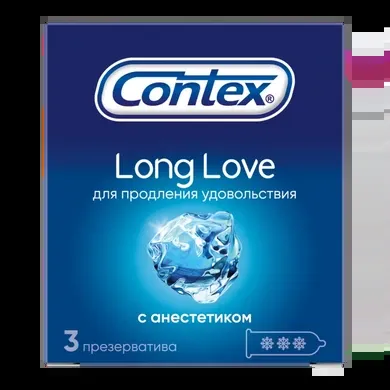 Contex®
Long Love
для продления удовольствия
с анестетиком
3 презерватива